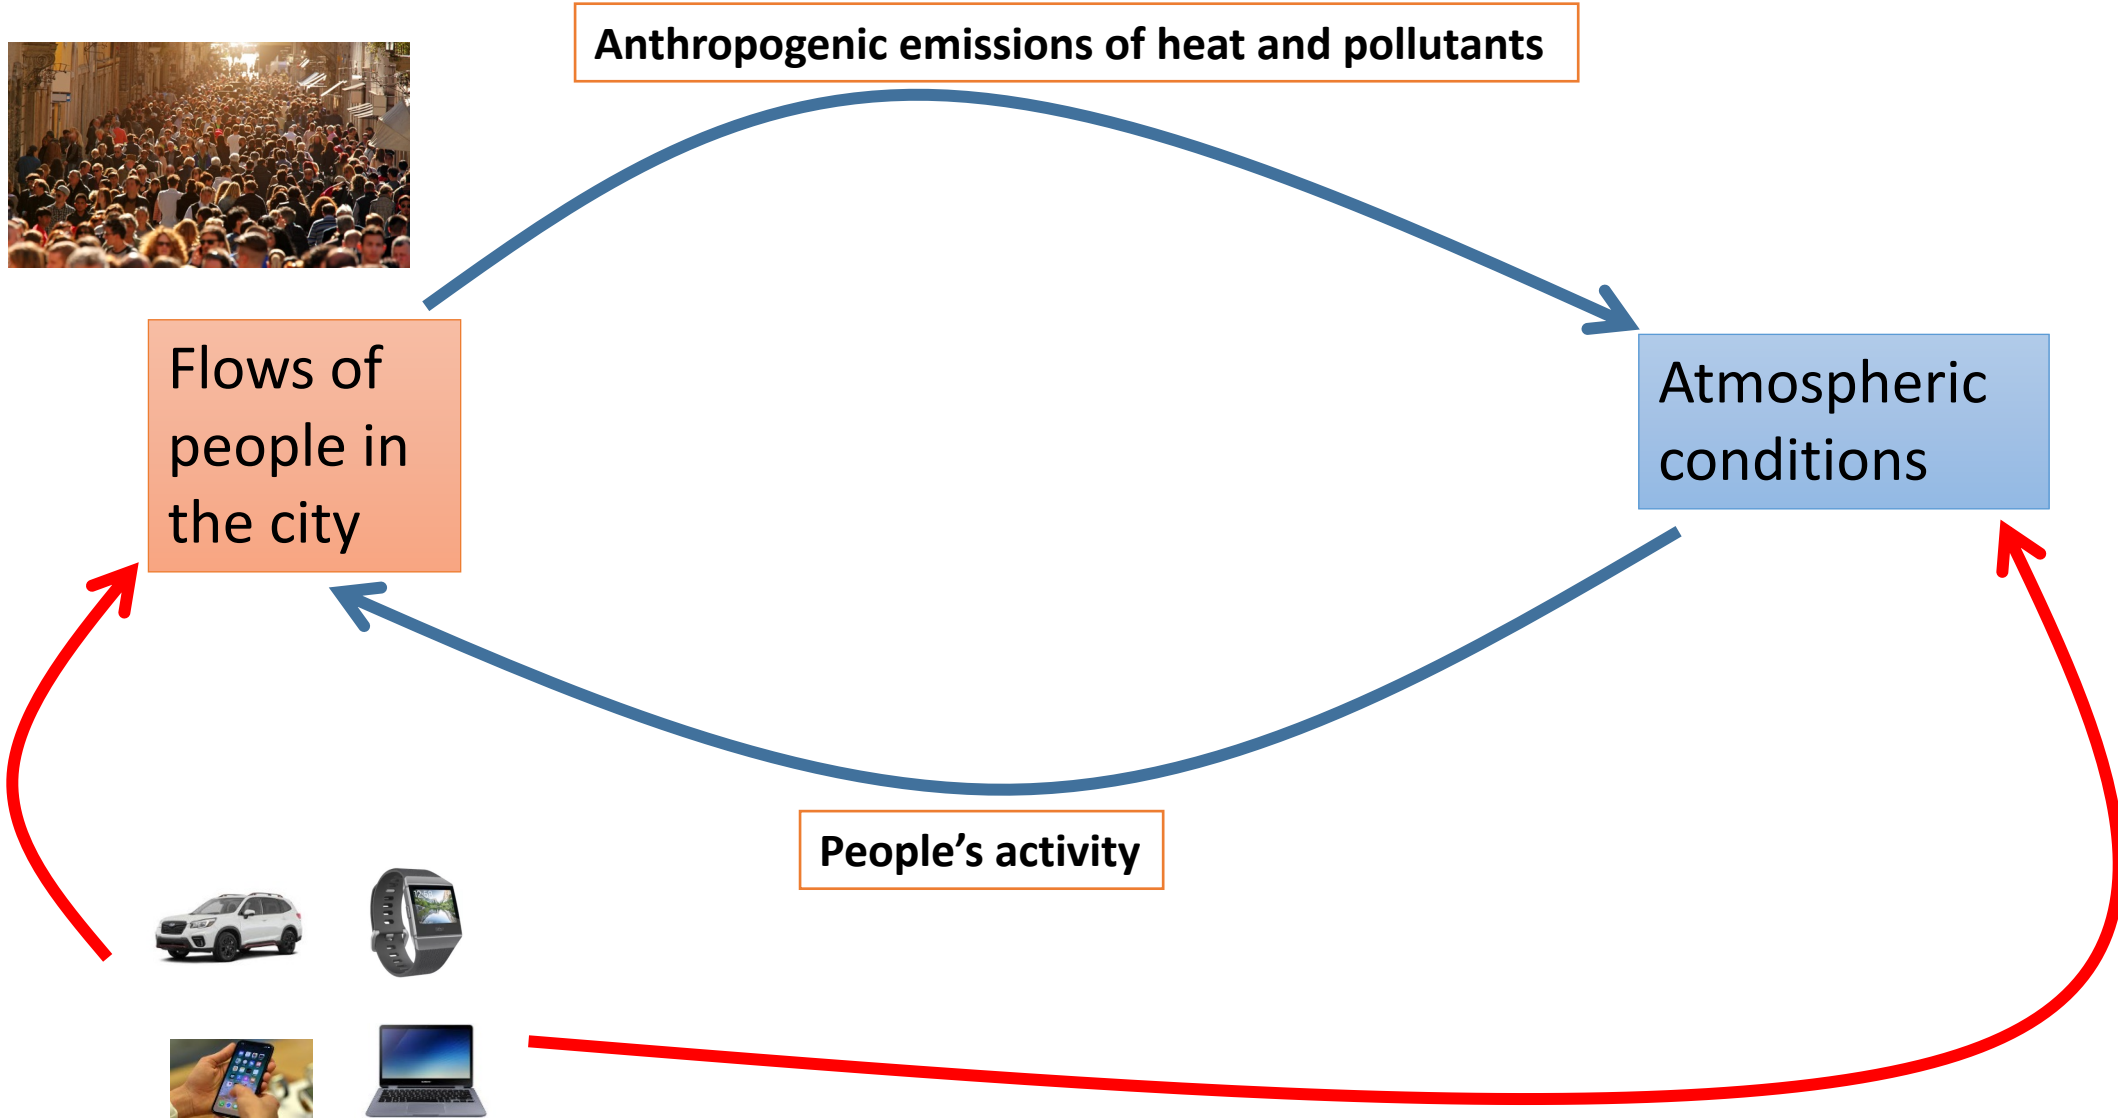 Anthropogenic emissions of heat and pollutants
Flows of
people in
the city
Atmospheric
conditions
People’s activity